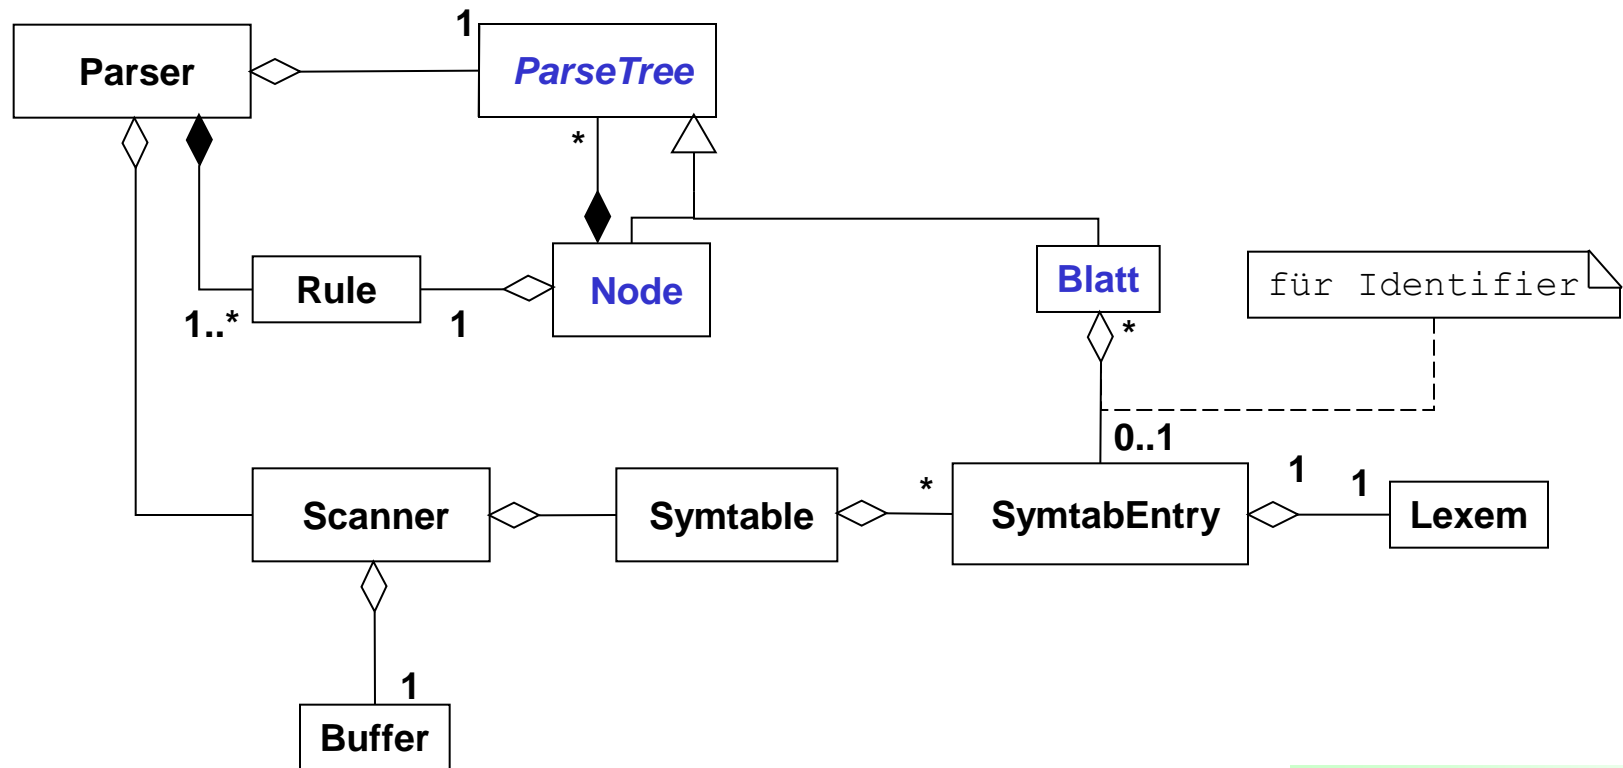 1
Parser
ParseTree
*
Rule
Node
Blatt
für Identifier
1..*
1
*
0..1
Scanner
Symtable
*
SymtabEntry
1
1
Lexem
1
Buffer